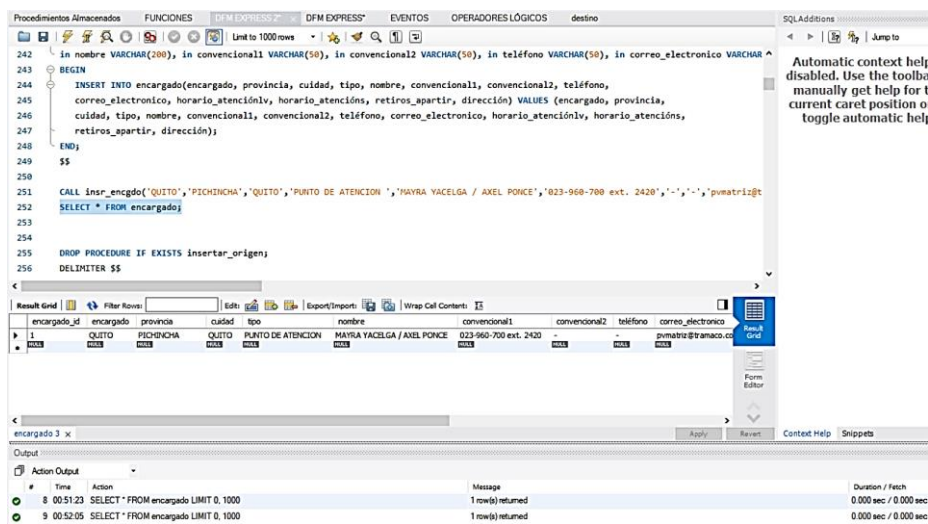 Procedimientos Almacenados FUNCIONES DFM EXPRESS 2* DFM EXPRESS* EVENTOS OPERADORES LÓGICOS destino
SQLAdditions
Limit to 1000 rows
Jump to
242 in nombre VARCHAR(200), in convencional1 VARCHAR(50), in convencional2 VARCHAR(50), in teléfono VARCHAR(50), in correo_electronico VARCHAR
243 BEGIN
244 INSERT INTO encargado(encargado, provincia, cuidad, tipo, nombre, convencional1, convencional2, teléfono,
245 correo_electronico, horario_atenciónlv, horario_atencións, retiros_apartir, dirección) VALUES (encargado, provincia,
246 cuidad, tipo, nombre, convencional1, convencional2, teléfono, correo_electronico, horario_atenciónlv, horario_atencións,
247 retiros_apartir, dirección);
248 END;
249 $$
250
251 CALL insr_encgdo('QUITO','PICHINCHA','QUITO','PUNTO DE ATENCION ','MAYRA YACELGA / AXEL PONCE','023-960-700 ext. 2420','-','-','pvmatriz@t
252 SELECT * FROM encargado;
253
254
255 DROP PROCEDURE IF EXISTS insertar_origen;
256 DELIMITER $$
Automatic context help
disabled. Use the toolba
manually get help for t
current caret position o
toggle automatic help
Result Grid Filter Rows: Edit: Export/Import: Wrap Cell Content:
encargado_id encargado provincia cuidad tipo nombre convencional1 convencional2 teléfono correo_electronico
1 QUITO PICHINCHA QUITO PUNTO DE ATENCION MAYRA YACELGA / AXEL PONCE 023-960-700 ext. 2420 - - pvmatriz@tramaco.co
NULL NULL NULL NULL NULL NULL NULL NULL NULL NULL
Result
Grid
Form
Editor
encargado 3 Apply Revert Context Help Snippets
Output
Action Output
# Time Action Message Duration / Fetch
8 00:51:23 SELECT * FROM encargado LIMIT 0, 1000 1 row(s) returned 0.000 sec / 0.000 sec
9 00:52:05 SELECT * FROM encargado LIMIT 0, 1000 1 row(s) returned 0.000 sec / 0.000 sec